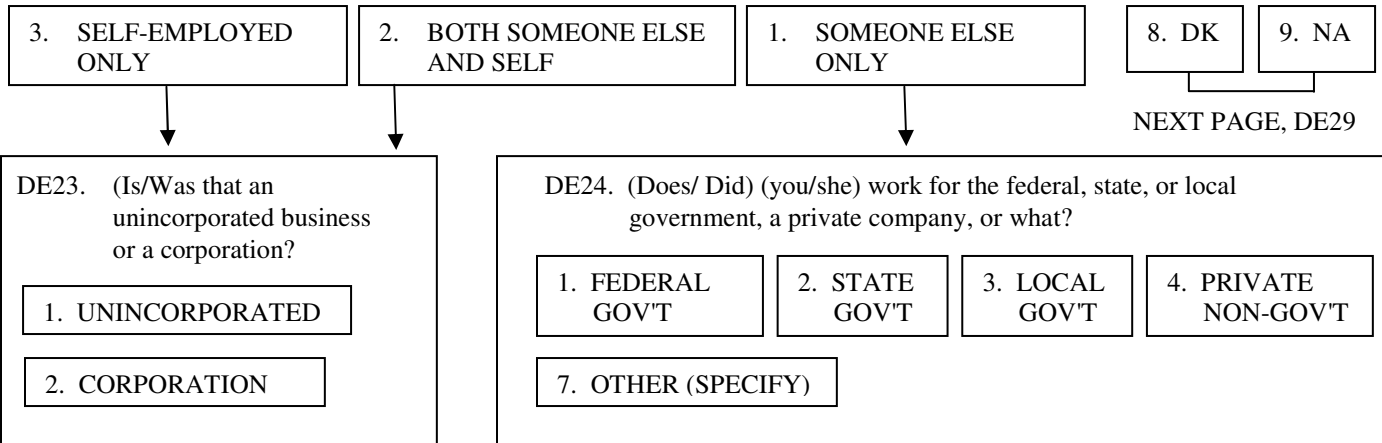 3. SELF-EMPLOYED
ONLY
2. BOTH SOMEONE ELSE
AND SELF
1. SOMEONE ELSE
ONLY
8. DK
9. NA
NEXT PAGE, DE29
DE23. (Is/Was that an
unincorporated business
or a corporation?
1. UNINCORPORATED
2. CORPORATION
DE24. (Does/ Did) (you/she) work for the federal, state, or local
government, a private company, or what?
1. FEDERAL
GOV'T
2. STATE
GOV'T
3. LOCAL
GOV'T
4. PRIVATE
NON-GOV'T
7. OTHER (SPECIFY)